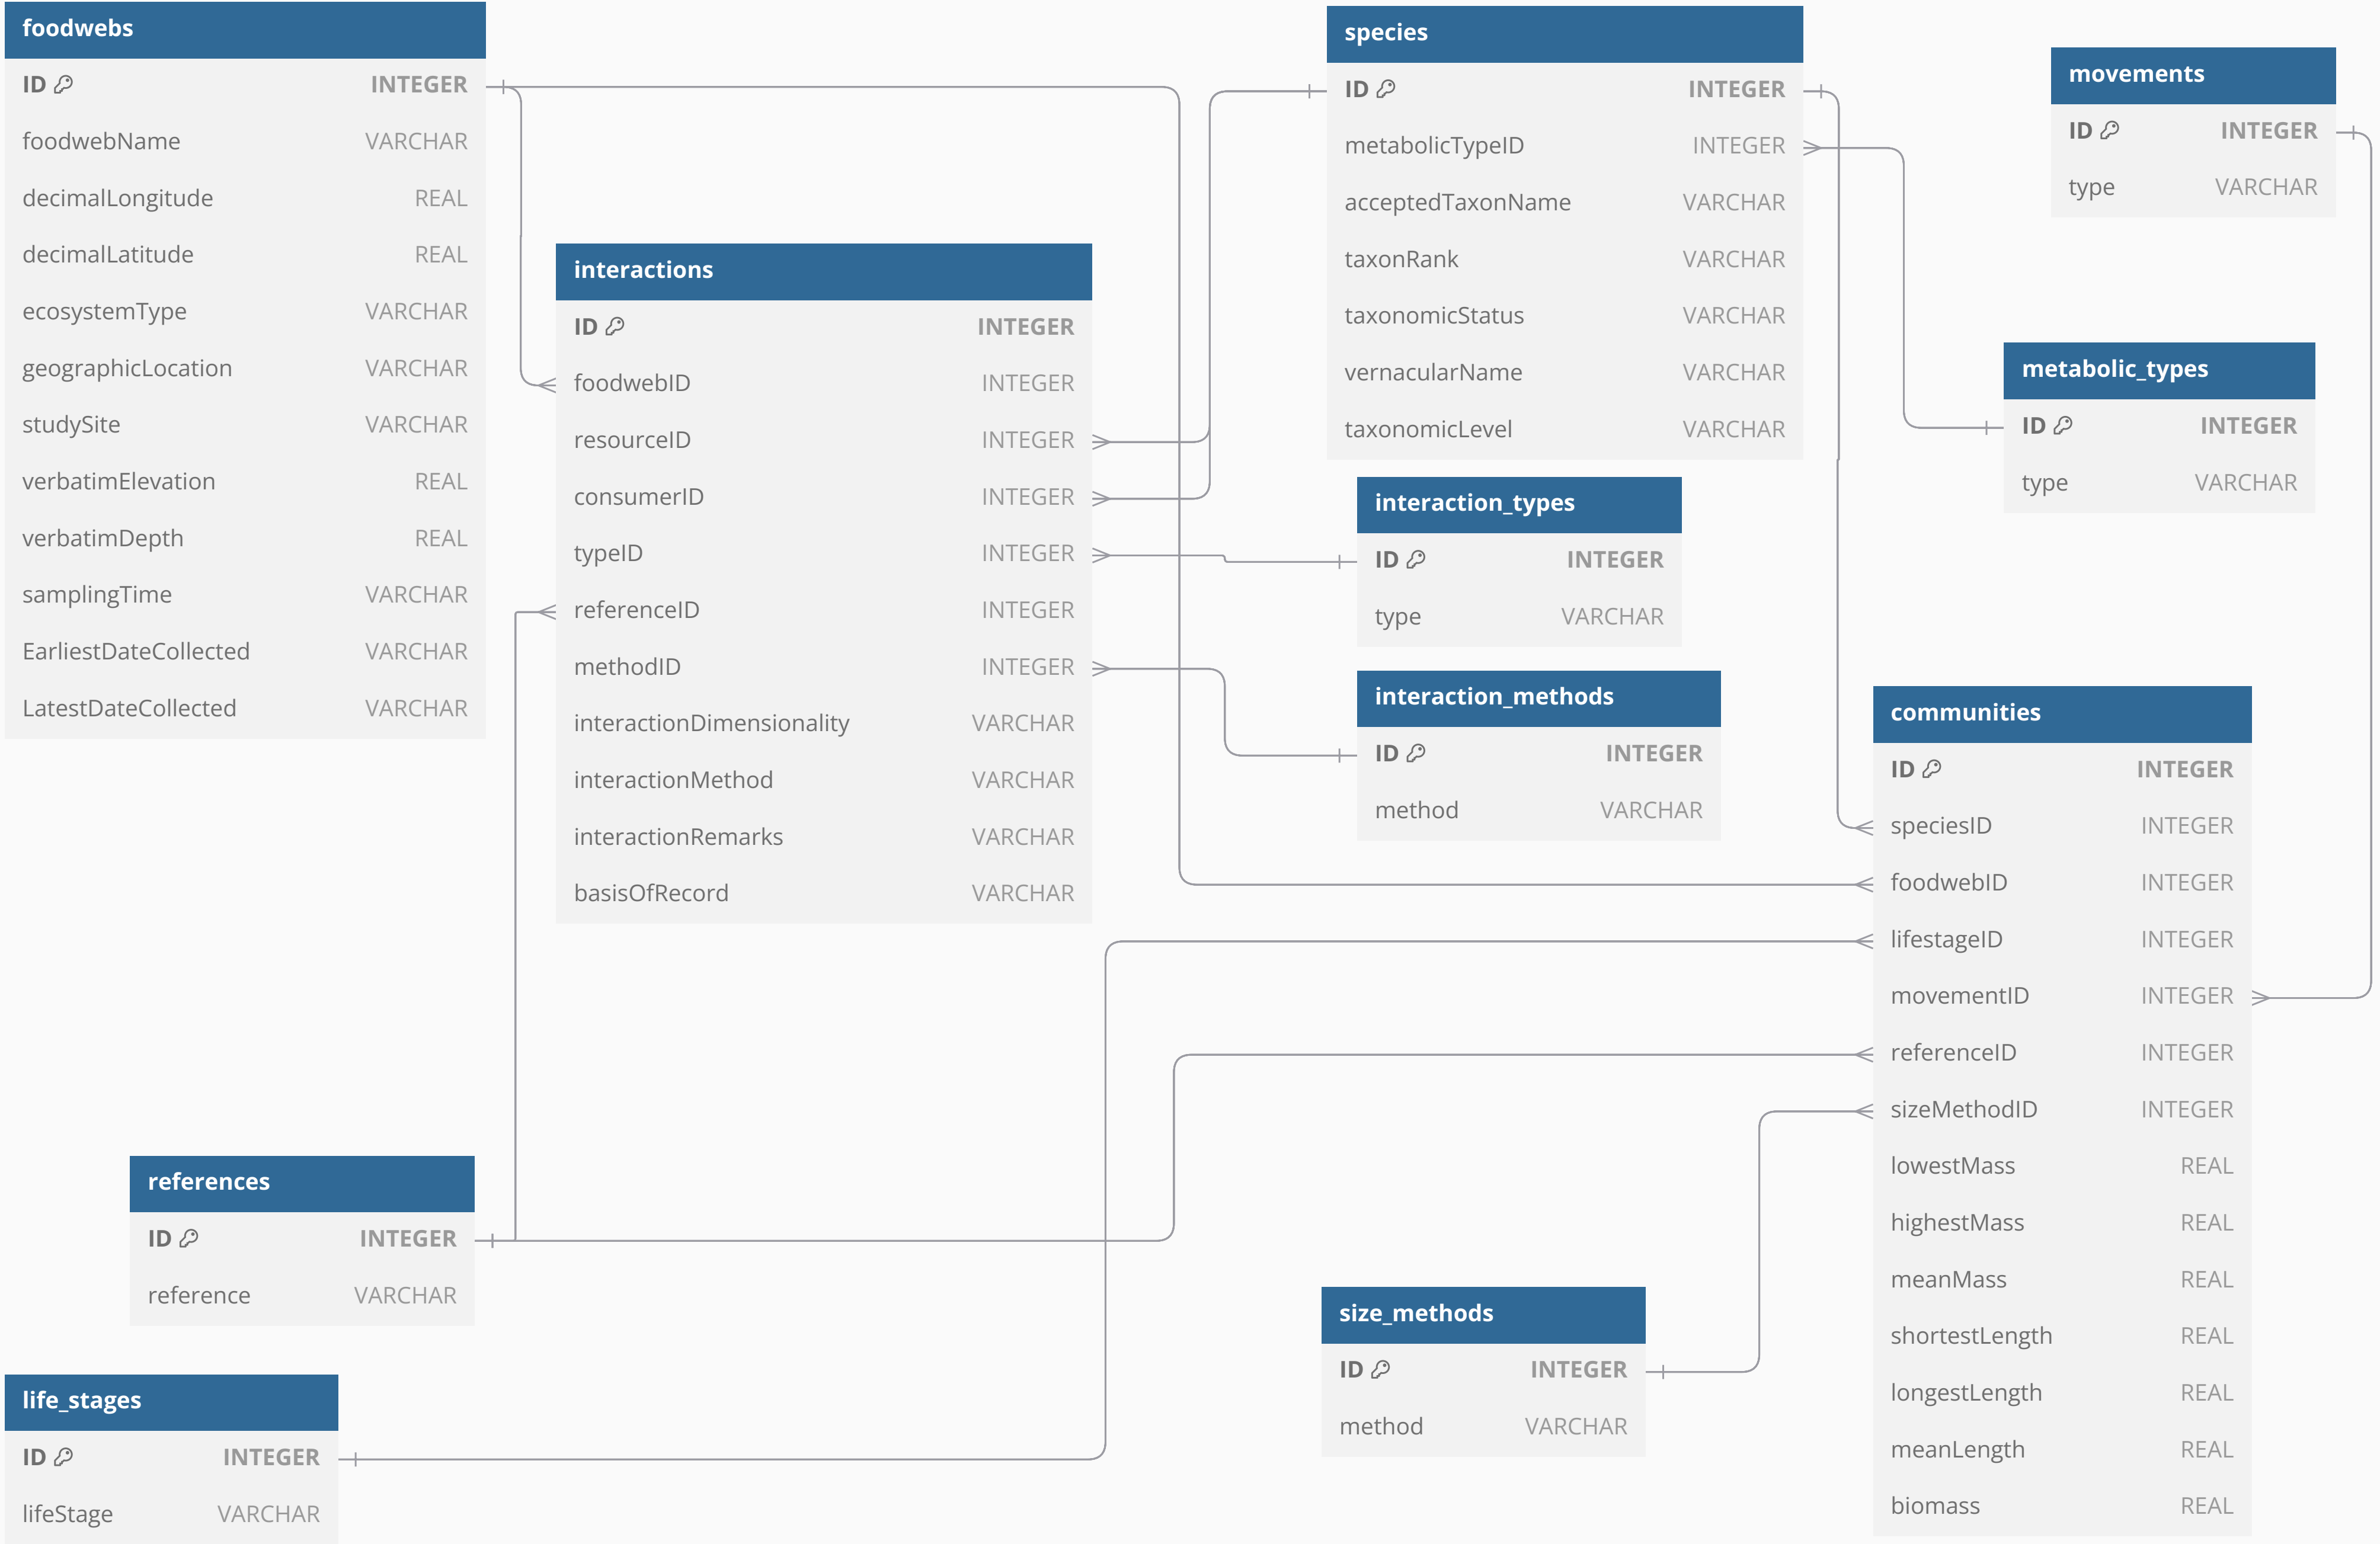 foodwebs
ID INTEGER
foodwebName VARCHAR
decimalLongitude REAL
decimalLatitude REAL
ecosystemType VARCHAR
geographicLocation VARCHAR
studySite VARCHAR
verbatimElevation REAL
verbatimDepth REAL
samplingTime VARCHAR
EarliestDateCollected VARCHAR
LatestDateCollected VARCHAR
interactions
ID INTEGER
foodwebID INTEGER
resourceID INTEGER
consumerID INTEGER
typeID INTEGER
referenceID INTEGER
methodID INTEGER
interactionDimensionality VARCHAR
interactionMethod VARCHAR
interactionRemarks VARCHAR
basisOfRecord VARCHAR
species
ID INTEGER
metabolicTypeID INTEGER
acceptedTaxonName VARCHAR
taxonRank VARCHAR
taxonomicStatus VARCHAR
vernacularName VARCHAR
taxonomicLevel VARCHAR
movements
ID INTEGER
type VARCHAR
metabolic_types
ID INTEGER
type VARCHAR
interaction_types
ID INTEGER
type VARCHAR
interaction_methods
ID INTEGER
method VARCHAR
communities
ID INTEGER
speciesID INTEGER
foodwebID INTEGER
lifestageID INTEGER
movementID INTEGER
referenceID INTEGER
sizeMethodID INTEGER
lowestMass REAL
highestMass REAL
meanMass REAL
shortestLength REAL
longestLength REAL
meanLength REAL
biomass REAL
references
ID INTEGER
reference VARCHAR
size_methods
ID INTEGER
method VARCHAR
life_stages
ID INTEGER
lifeStage VARCHAR